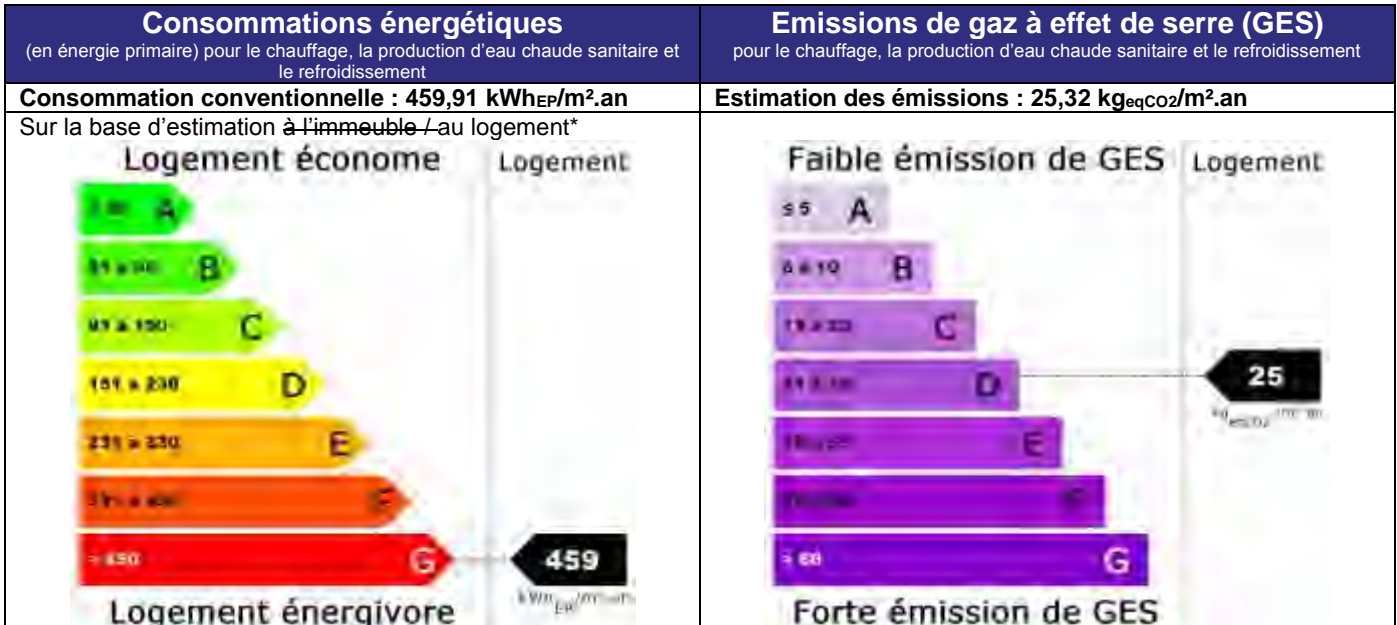 Consommations énergétiques
(en énergie primaire) pour le chauffage, la production d'eau chaude sanitaire et
le refroidissement
Consommation conventionnelle : 459,91 kWhEP/m².an
Sur la base d'estimation à l'immeuble / au logement*
Logement économe
Logement
A
B
C
151 à 230 D
E
F
> 450 G
459
Logement énergivore
Emissions de gaz à effet de serre (GES)
pour le chauffage, la production d'eau chaude sanitaire et le refroidissement
Estimation des émissions : 25,32 kgeqCO2/m².an
Faible émission de GES
Logement
≤ 5 A
6 à 10 B
C
D
25
E
F
> 80 G
Forte émission de GES